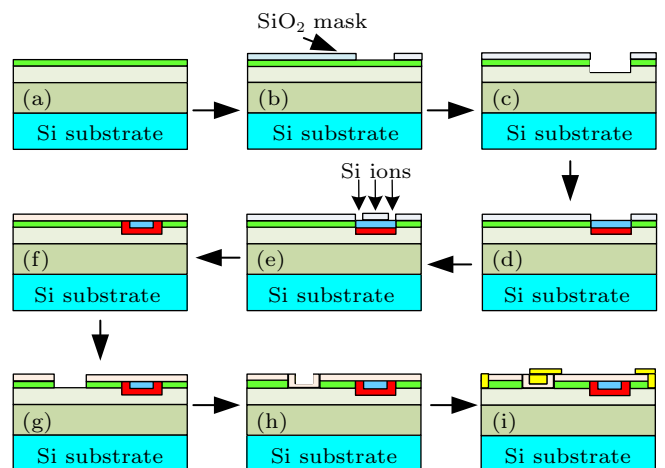 SiO₂ mask
(a)
(b)
(c)
Si substrate
Si substrate
Si substrate
Si ions
(f)
(e)
(d)
Si substrate
Si substrate
Si substrate
(g)
(h)
(i)
Si substrate
Si substrate
Si substrate